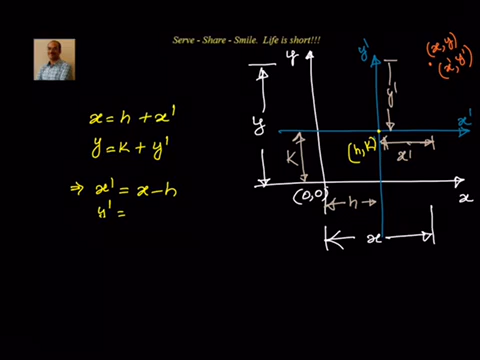 Serve - Share - Smile. Life is short!!!
x = h + x'
y = k + y'
⇒ x' = x - h
y' =
y
y'
(x, y)
(x', y')
y
y'
x'
k
(h, k)
x'
(0,0)
h
x
x